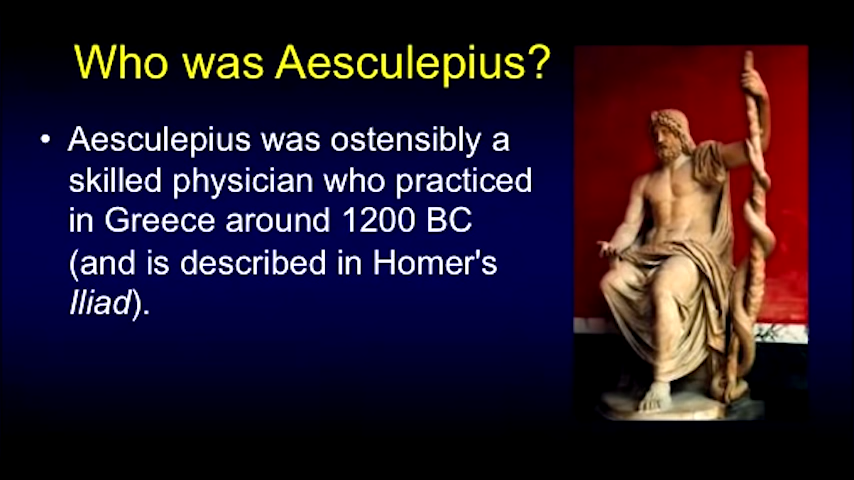 Who was Aesculepius?
• Aesculepius was ostensibly a
skilled physician who practiced
in Greece around 1200 BC
(and is described in Homer's
Iliad).